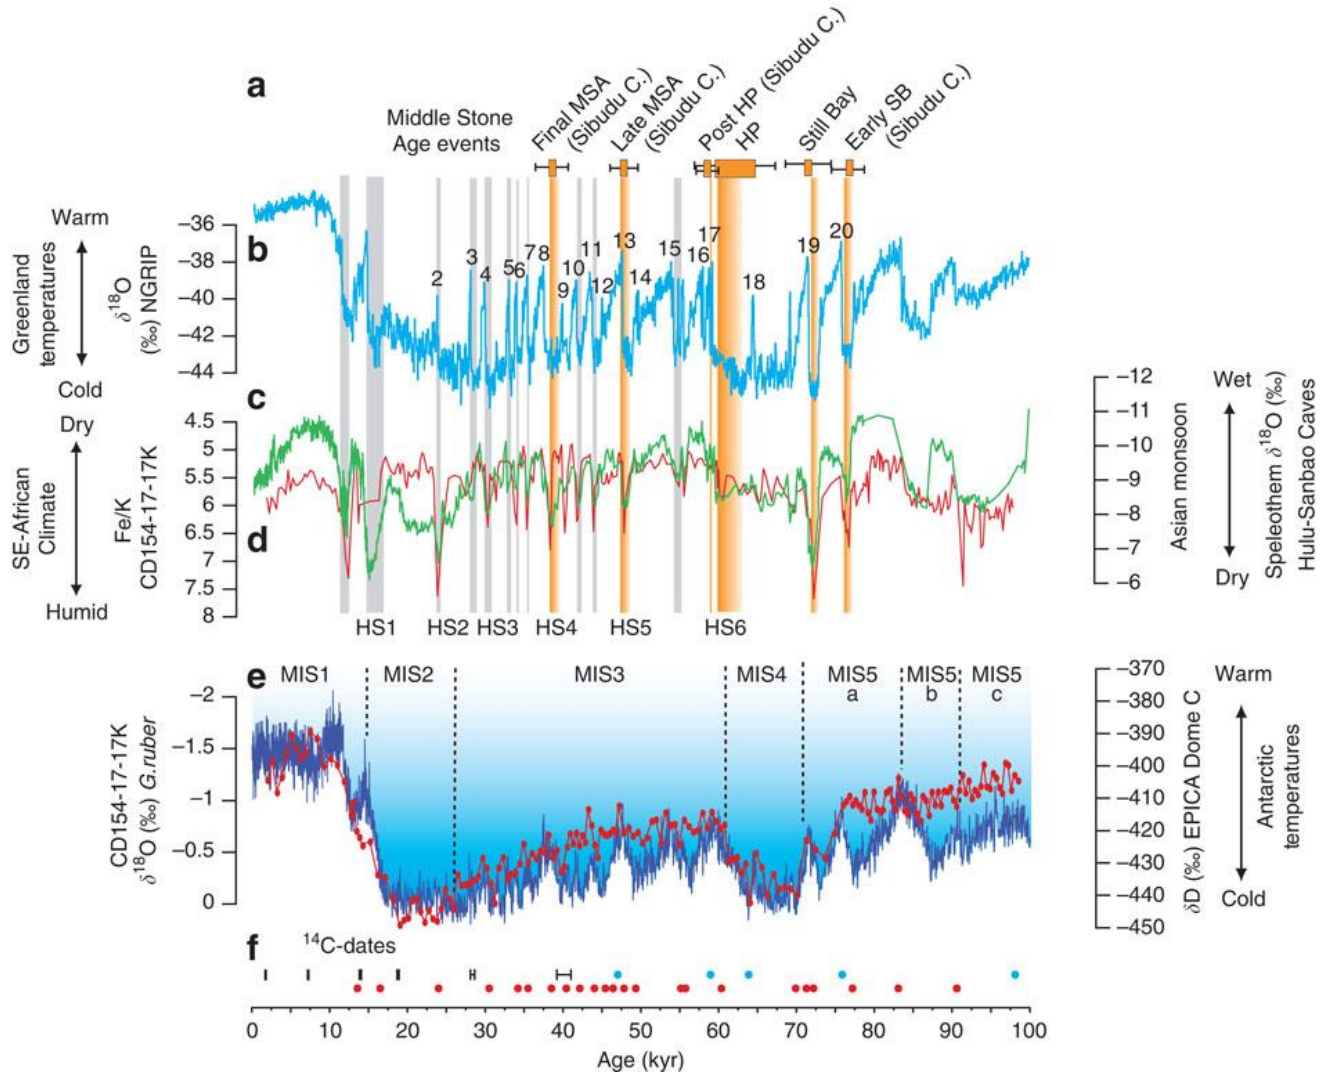 a
Middle Stone
Age events
Final MSA
(Sibudu C.)
Late MSA
(Sibudu C.)
Post HP (Sibudu C.)
HP
Still Bay
Early SB
(Sibudu C.)
Warm
Cold
Greenland
temperatures
δ18O
(‰) NGRIP
−36
−38
−40
−42
−44
b
2
3
4
5
6
7
8
9
10
11
12
13
14
15
16
17
18
19
20
c
Dry
Humid
SE-African
Climate
Fe/K
CD154-17-17K
4.5
5
5.5
6
6.5
7
7.5
8
d
−12
−11
−10
−9
−8
−7
−6
Asian monsoon
Wet
Dry
Speleothem δ18O (‰)
Hulu-Sanbao Caves
HS1
HS2
HS3
HS4
HS5
HS6
e
MIS1
MIS2
MIS3
MIS4
MIS5
a
MIS5
b
MIS5
c
CD154-17-17K
δ18O (‰) G.ruber
−2
−1.5
−1
−0.5
0
−370
−380
−390
−400
−410
−420
−430
−440
−450
δD (‰) EPICA Dome C
Warm
Cold
Antarctic
temperatures
f
14C-dates
0
10
20
30
40
50
60
70
80
90
100
Age (kyr)